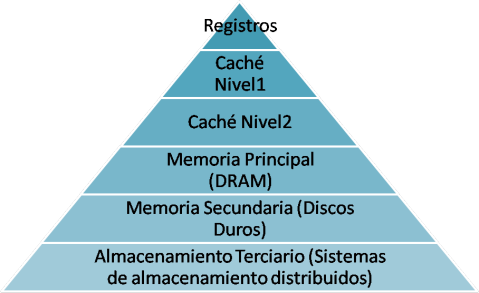 Registros
Caché
Nivel1
Caché Nivel2
Memoria Principal
(DRAM)
Memoria Secundaria (Discos
Duros)
Almacenamiento Terciario (Sistemas
de almacenamiento distribuidos)